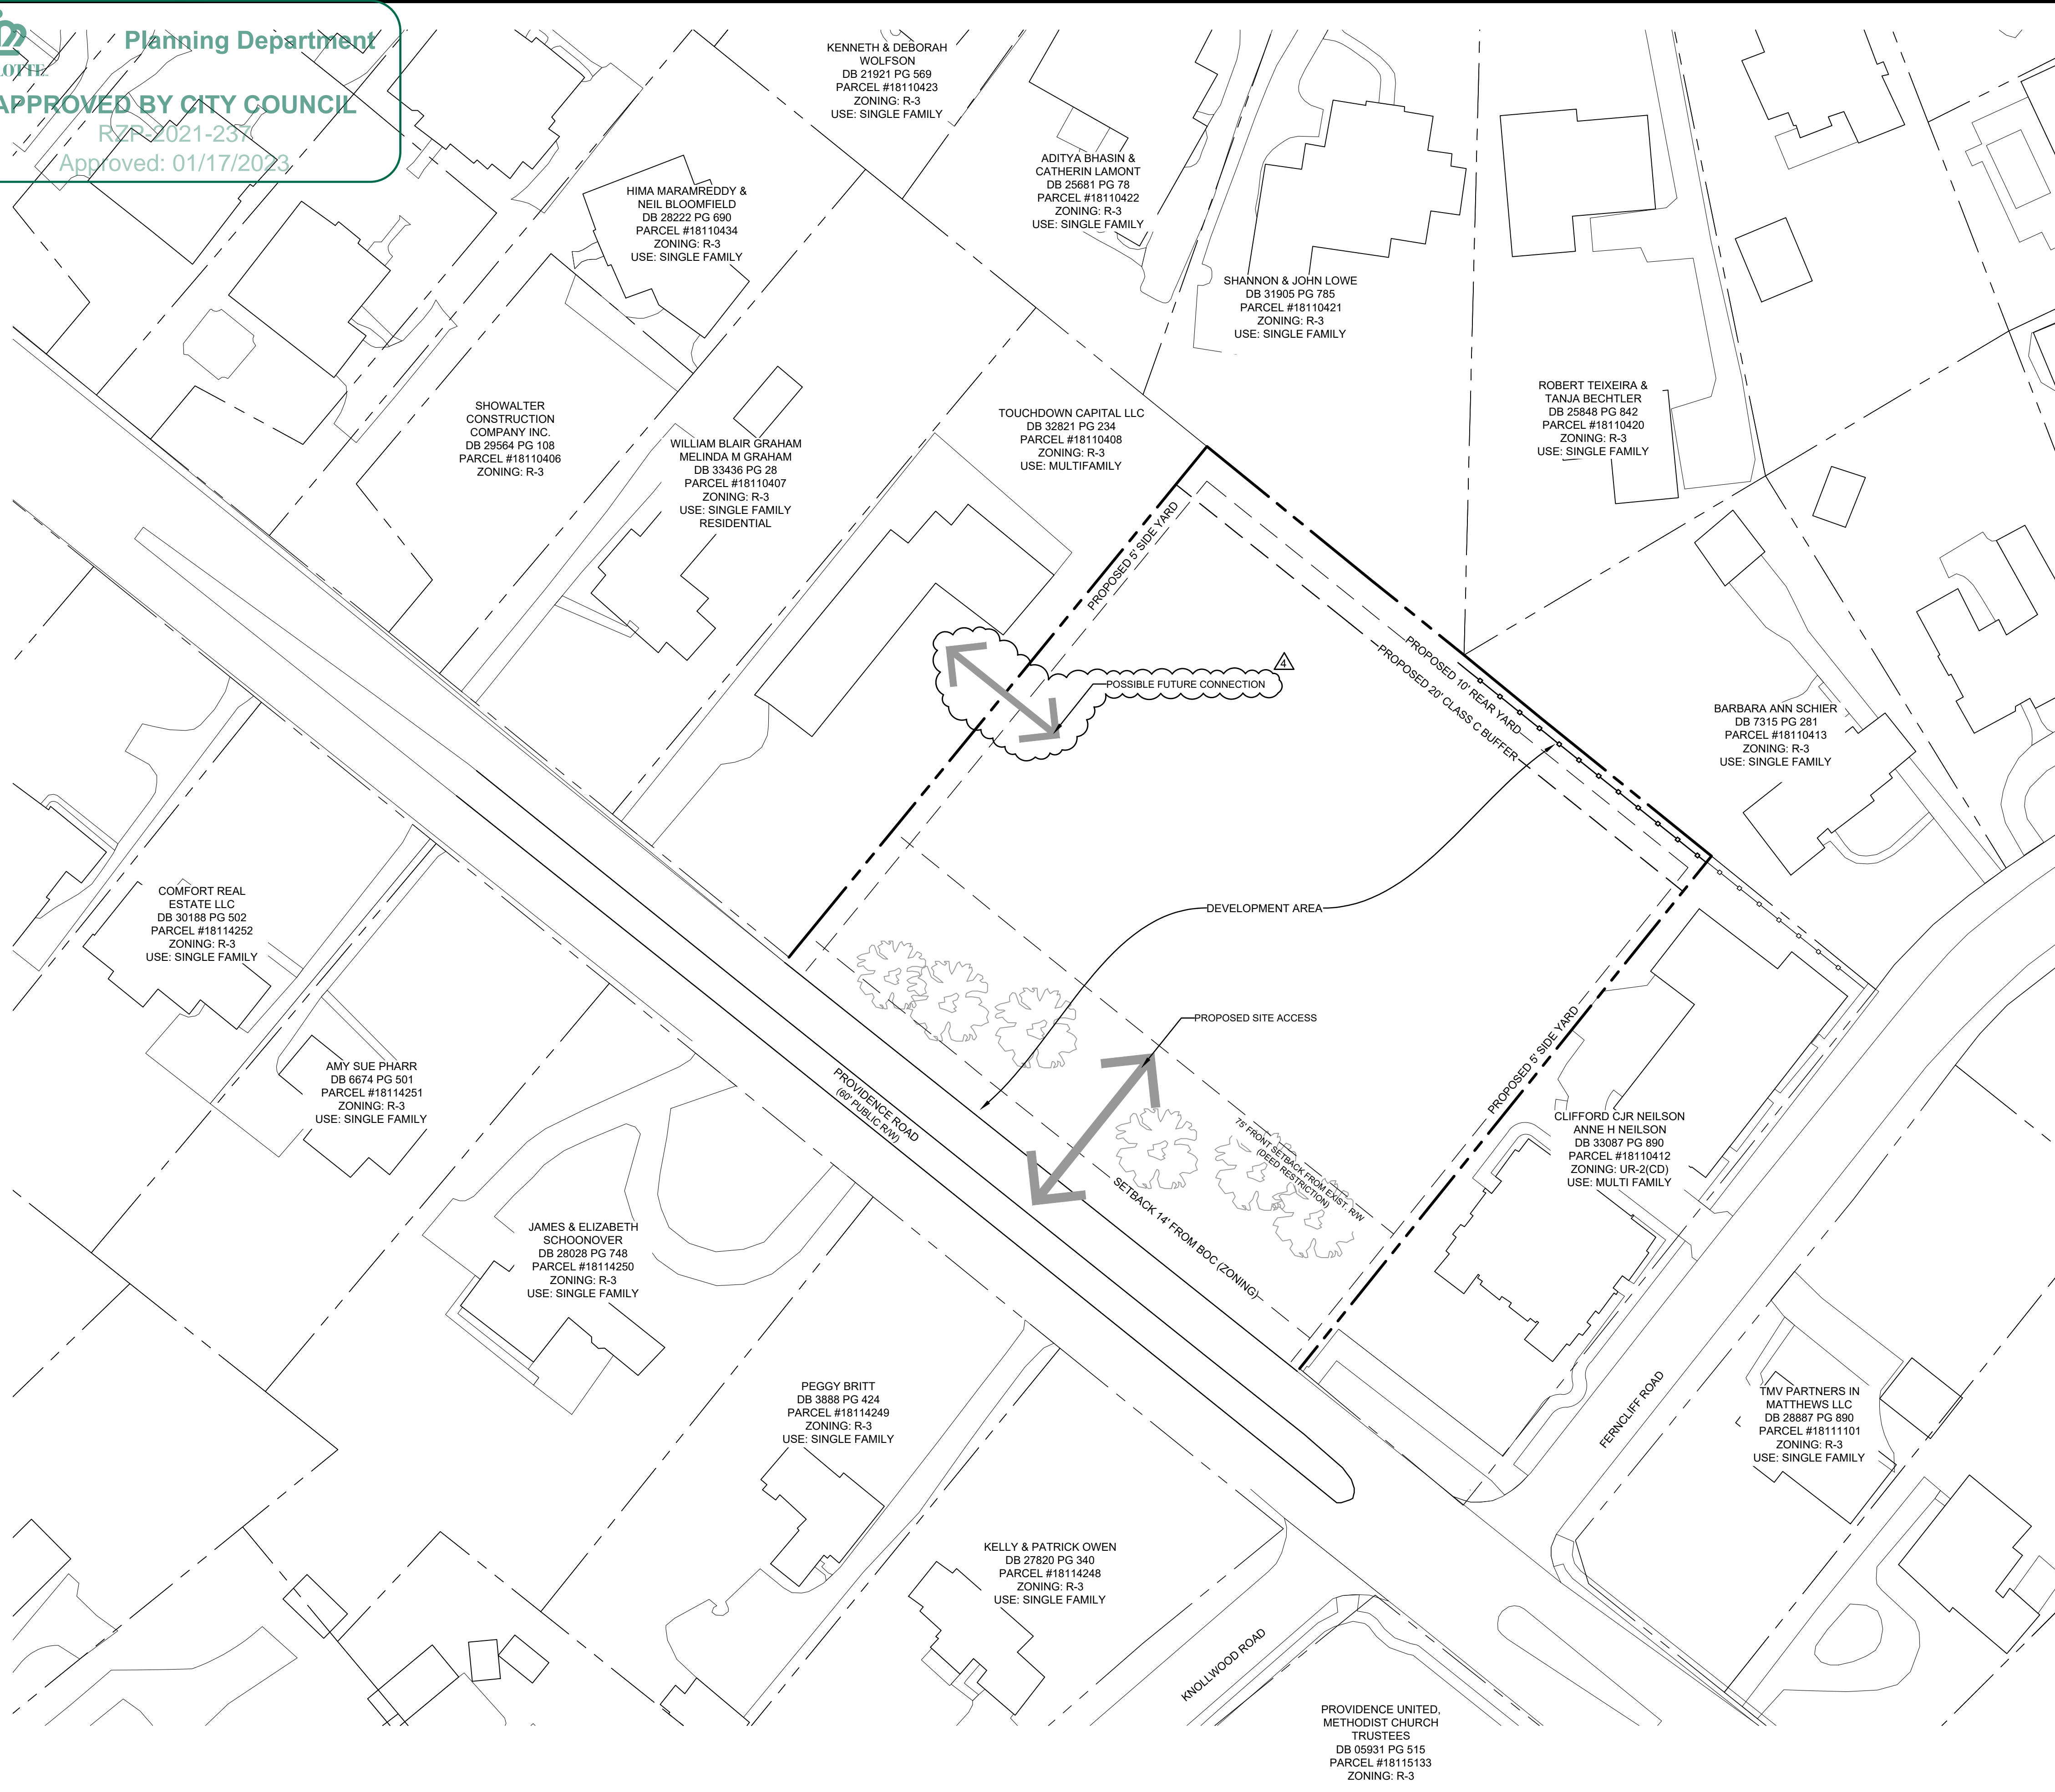 Planning Department
APPROVED BY CITY COUNCIL
RZP-2021-237
Approved: 01/17/2023
KENNETH & DEBORAH
WOLFSON
DB 21921 PG 569
PARCEL #18110423
ZONING: R-3
USE: SINGLE FAMILY
ADITYA BHASIN &
CATHERIN LAMONT
DB 25681 PG 78
PARCEL #18110422
ZONING: R-3
USE: SINGLE FAMILY
HIMA MARAMREDDY &
NEIL BLOOMFIELD
DB 28222 PG 690
PARCEL #18110434
ZONING: R-3
USE: SINGLE FAMILY
SHANNON & JOHN LOWE
DB 31905 PG 785
PARCEL #18110421
ZONING: R-3
USE: SINGLE FAMILY
ROBERT TEIXEIRA &
TANJA BECHTLER
DB 25848 PG 842
PARCEL #18110420
ZONING: R-3
USE: SINGLE FAMILY
SHOWALTER
CONSTRUCTION
COMPANY INC.
DB 29564 PG 108
PARCEL #18110406
ZONING: R-3
WILLIAM BLAIR GRAHAM
MELINDA M GRAHAM
DB 33436 PG 28
PARCEL #18110407
ZONING: R-3
USE: SINGLE FAMILY
RESIDENTIAL
TOUCHDOWN CAPITAL LLC
DB 32821 PG 234
PARCEL #18110408
ZONING: R-3
USE: MULTIFAMILY
PROPOSED 5' SIDE YARD
4
POSSIBLE FUTURE CONNECTION
PROPOSED 10' REAR YARD
PROPOSED 20' CLASS C BUFFER
BARBARA ANN SCHIER
DB 7315 PG 281
PARCEL #18110413
ZONING: R-3
USE: SINGLE FAMILY
DEVELOPMENT AREA
COMFORT REAL
ESTATE LLC
DB 30188 PG 502
PARCEL #18114252
ZONING: R-3
USE: SINGLE FAMILY
PROPOSED SITE ACCESS
AMY SUE PHARR
DB 6674 PG 501
PARCEL #18114251
ZONING: R-3
USE: SINGLE FAMILY
PROVIDENCE ROAD
(60' PUBLIC R/W)
PROPOSED 5' SIDE YARD
CLIFFORD CJR NEILSON
ANNE H NEILSON
DB 33087 PG 890
PARCEL #18110412
ZONING: UR-2(CD)
USE: MULTI FAMILY
75' FRONT SETBACK FROM EXIST. R/W
(DEED RESTRICTION)
SETBACK 14' FROM BOC (ZONING)
JAMES & ELIZABETH
SCHOONOVER
DB 28028 PG 748
PARCEL #18114250
ZONING: R-3
USE: SINGLE FAMILY
PEGGY BRITT
DB 3888 PG 424
PARCEL #18114249
ZONING: R-3
USE: SINGLE FAMILY
FERNCLIFF ROAD
TMV PARTNERS IN
MATTHEWS LLC
DB 28887 PG 890
PARCEL #18111101
ZONING: R-3
USE: SINGLE FAMILY
KELLY & PATRICK OWEN
DB 27820 PG 340
PARCEL #18114248
ZONING: R-3
USE: SINGLE FAMILY
KNOLLWOOD ROAD
PROVIDENCE UNITED,
METHODIST CHURCH
TRUSTEES
DB 05931 PG 515
PARCEL #18115133
ZONING: R-3